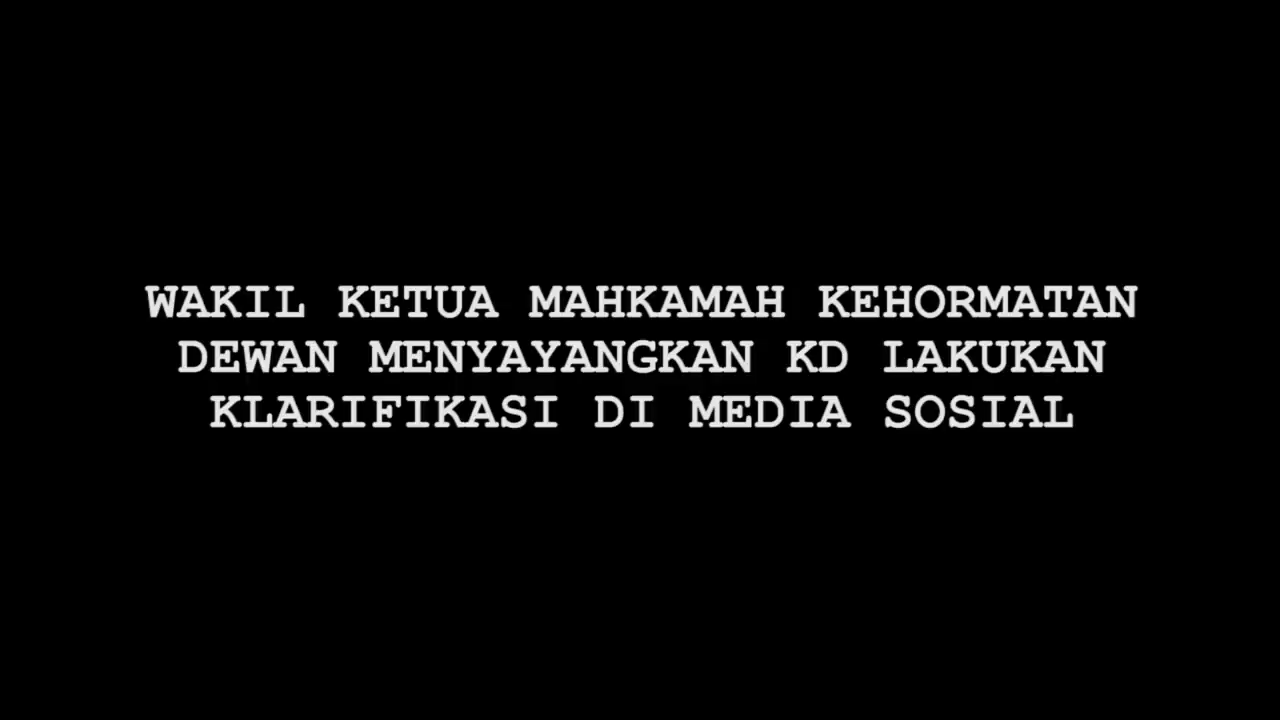 WAKIL KETUA MAHKAMAH KEHORMATAN
DEWAN MENYAYANGKAN KD LAKUKAN
KLARIFIKASI DI MEDIA SOSIAL